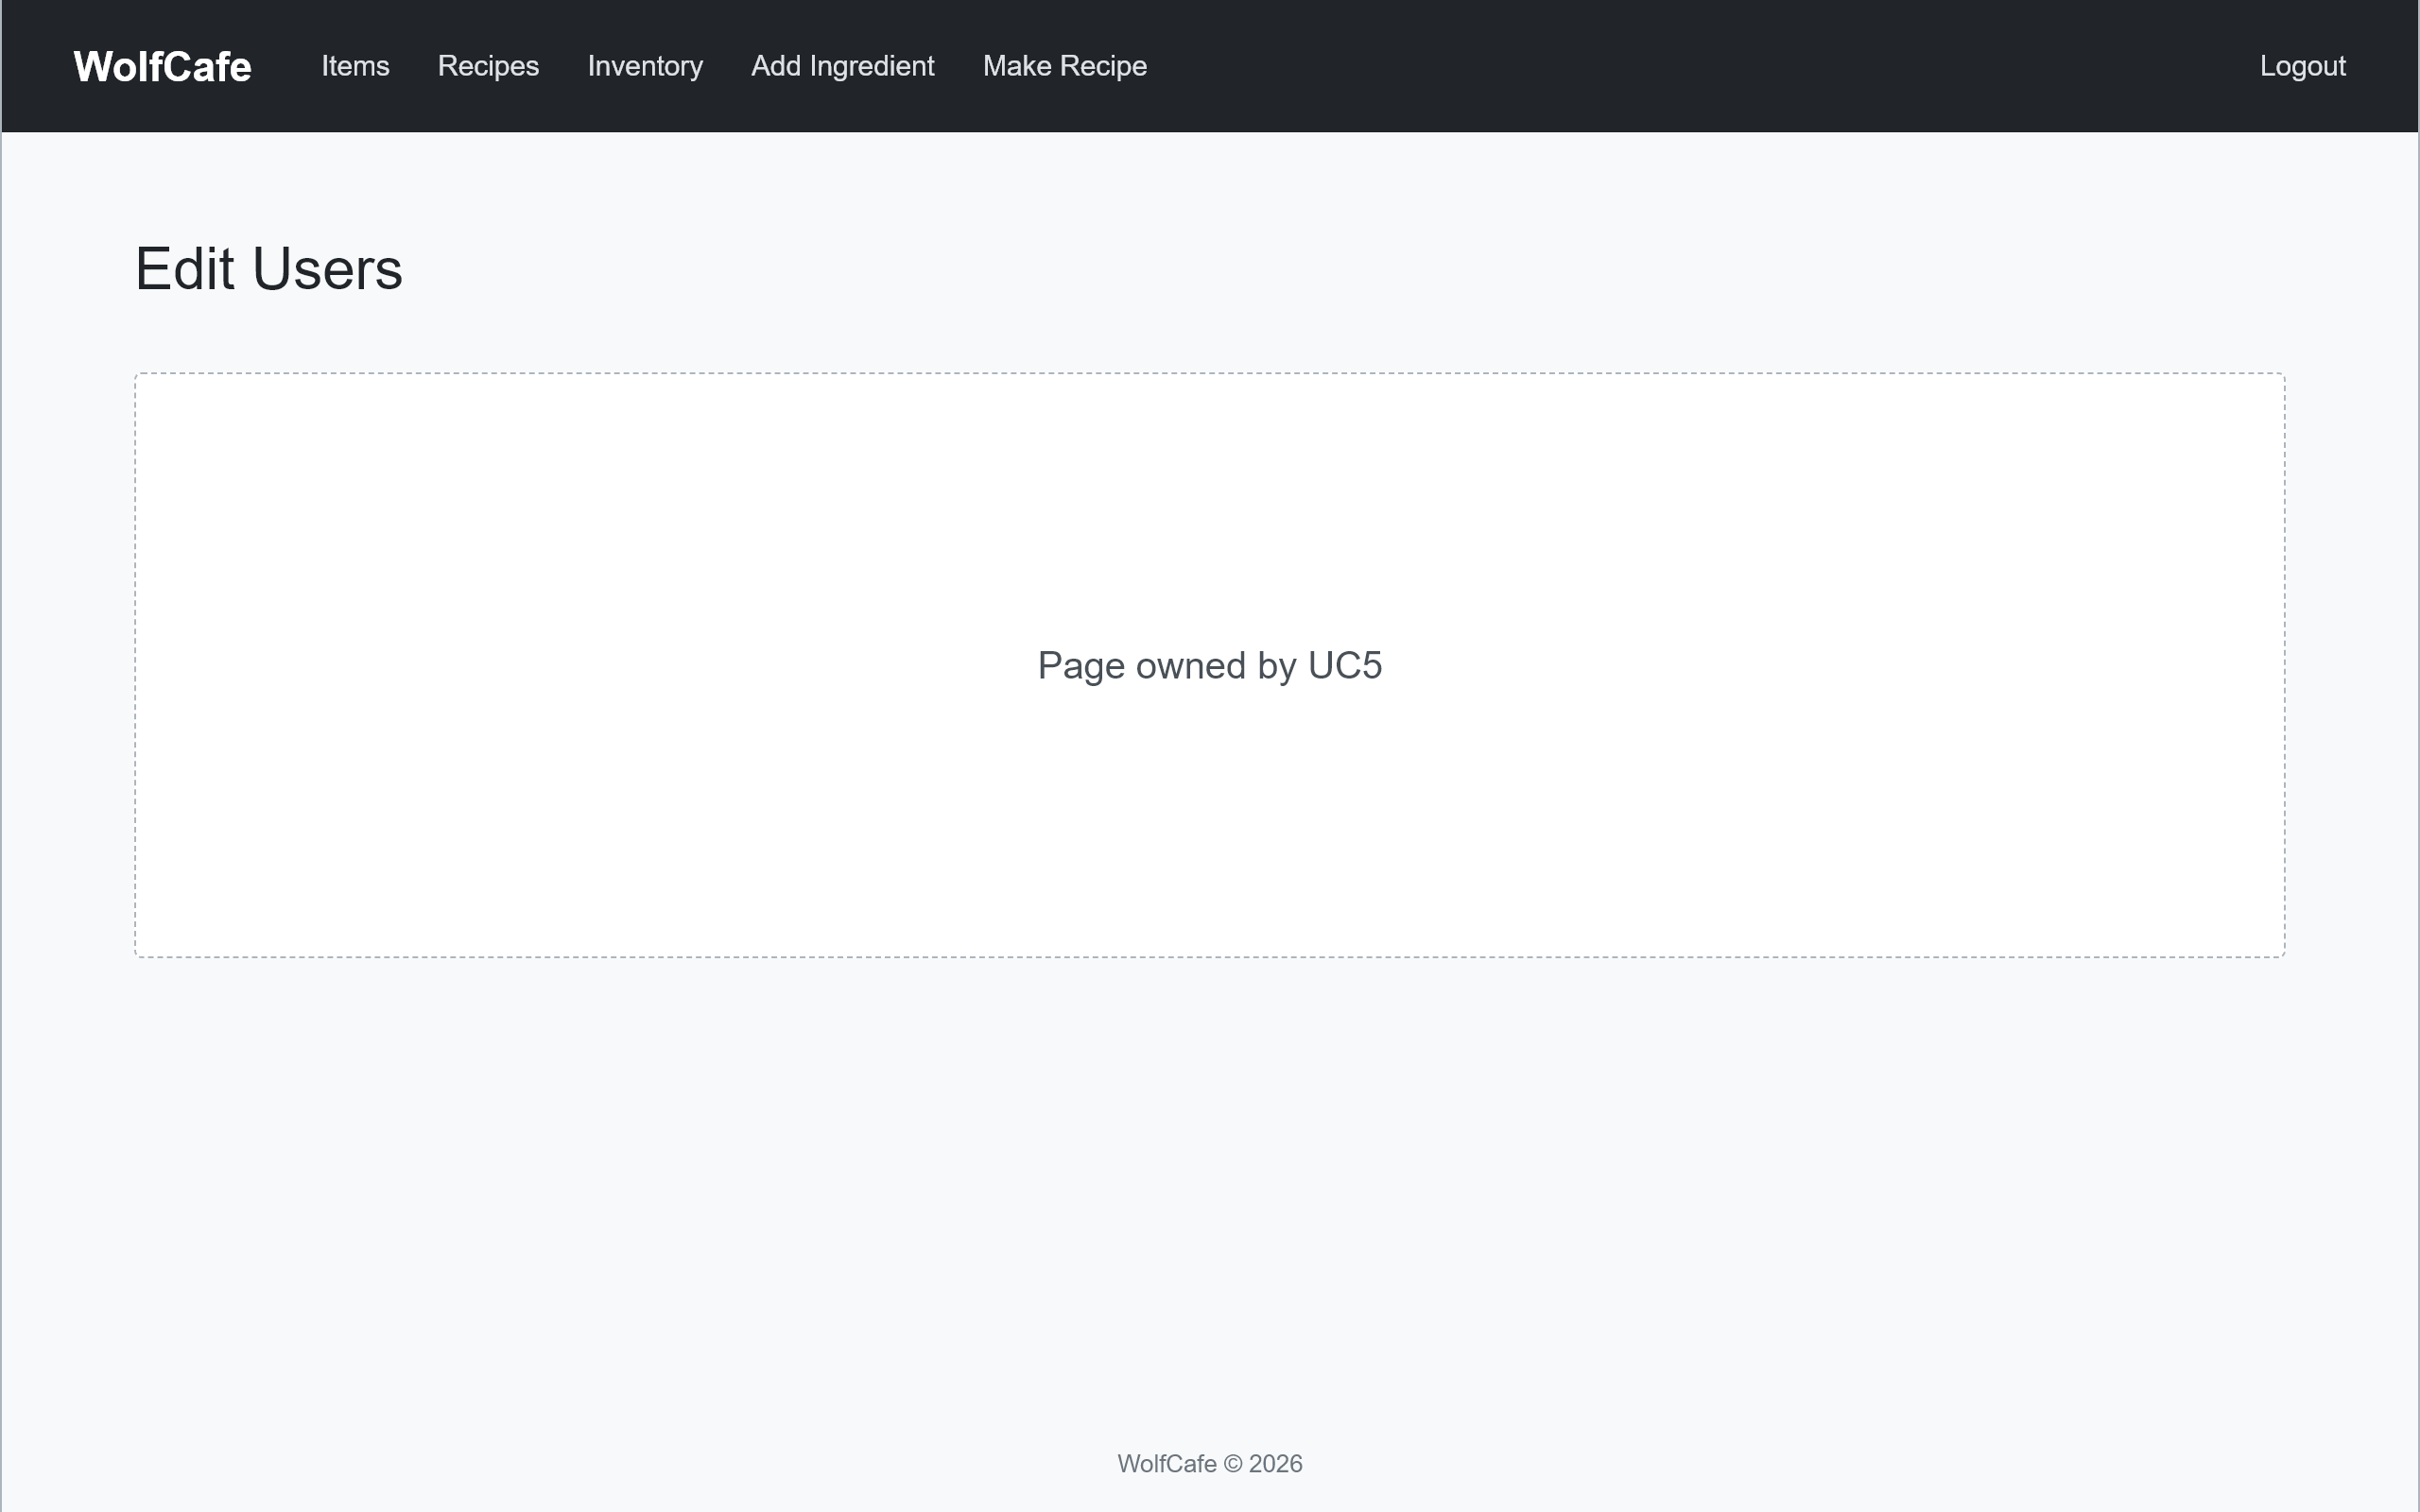 WolfCafe Items Recipes Inventory Add Ingredient Make Recipe Logout
Edit Users
Page owned by UC5
WolfCafe © 2026